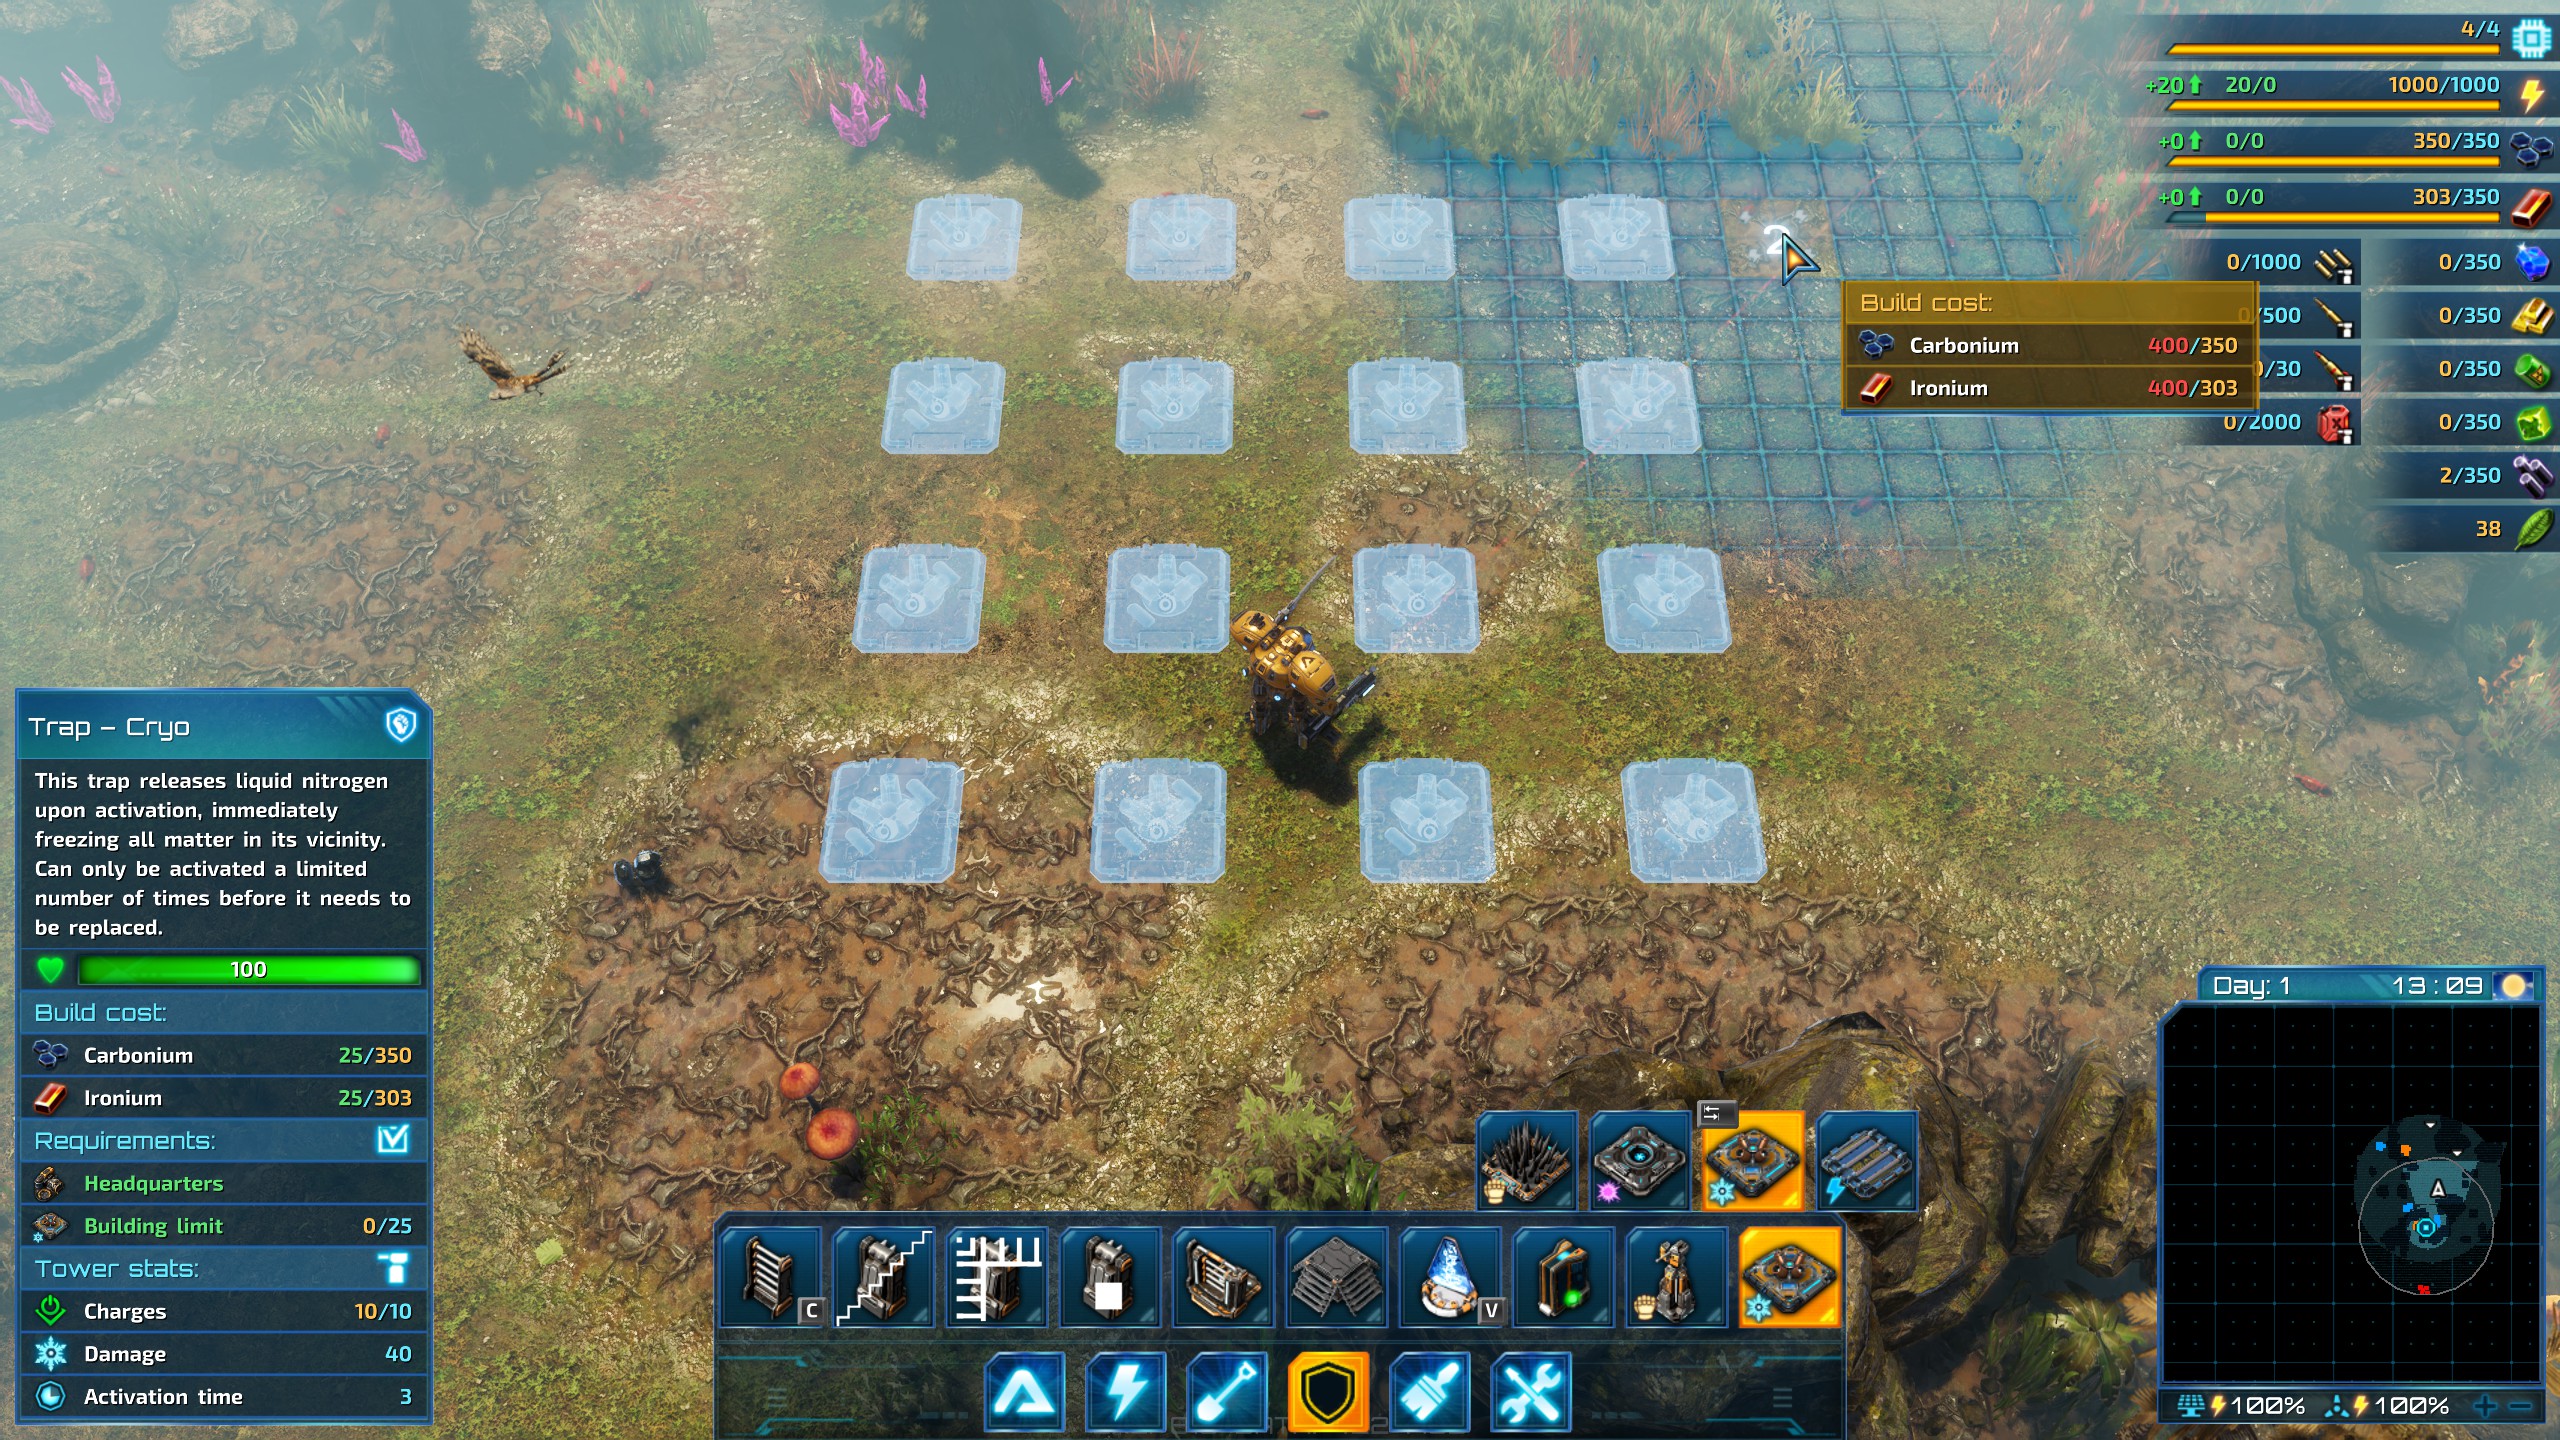 4/4
+20 20/0 1000/1000
+0 0/0 350/350
+0 0/0 303/350
0/1000 0/350
0/500 0/350
0/30 0/350
0/2000 0/350
2/350
38
2
Build cost:
Carbonium 400/350
Ironium 400/303
Trap – Cryo
This trap releases liquid nitrogen
upon activation, immediately
freezing all matter in its vicinity.
Can only be activated a limited
number of times before it needs to
be replaced.
100
Build cost:
Carbonium 25/350
Ironium 25/303
Requirements:
Headquarters
Building limit 0/25
Tower stats:
Charges 10/10
Damage 40
Activation time 3
C
V
Day: 1 13:09
100% 100%